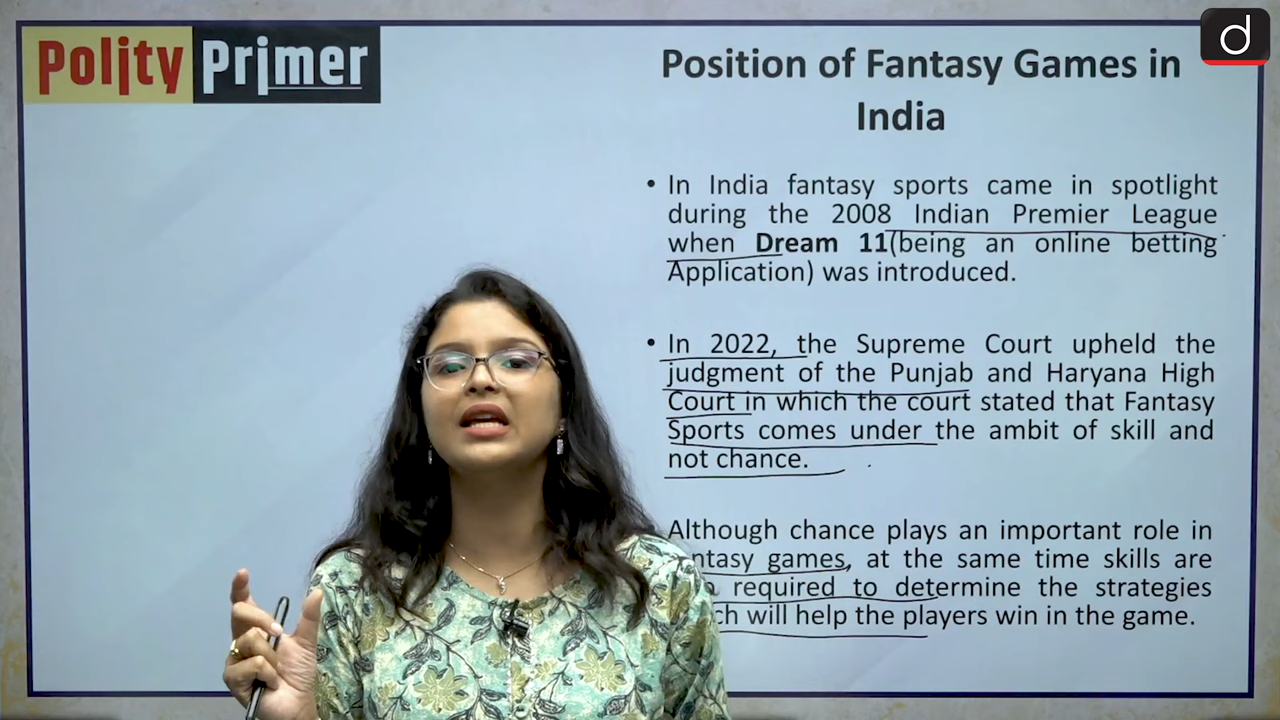 Polity Primer
d
Position of Fantasy Games in
India
• In India fantasy sports came in spotlight
during the 2008 Indian Premier League
when Dream 11(being an online betting
Application) was introduced.
• In 2022, the Supreme Court upheld the
judgment of the Punjab and Haryana High
Court in which the court stated that Fantasy
Sports comes under the ambit of skill and
not chance.
Although chance plays an important role in
ntasy games, at the same time skills are
required to determine the strategies
ch will help the players win in the game.